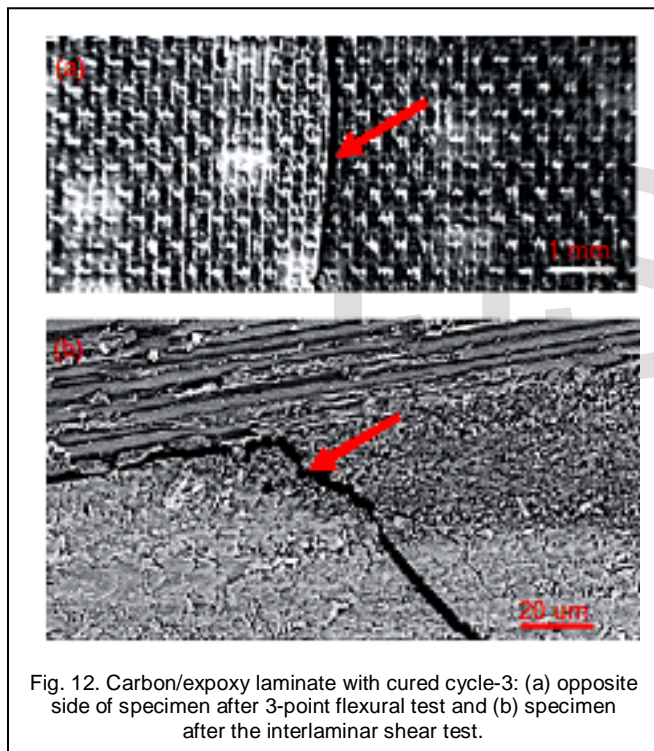 (a)
1 mm
(b)
20 um
Fig. 12. Carbon/expoxy laminate with cured cycle-3: (a) opposite
side of specimen after 3-point flexural test and (b) specimen
after the interlaminar shear test.